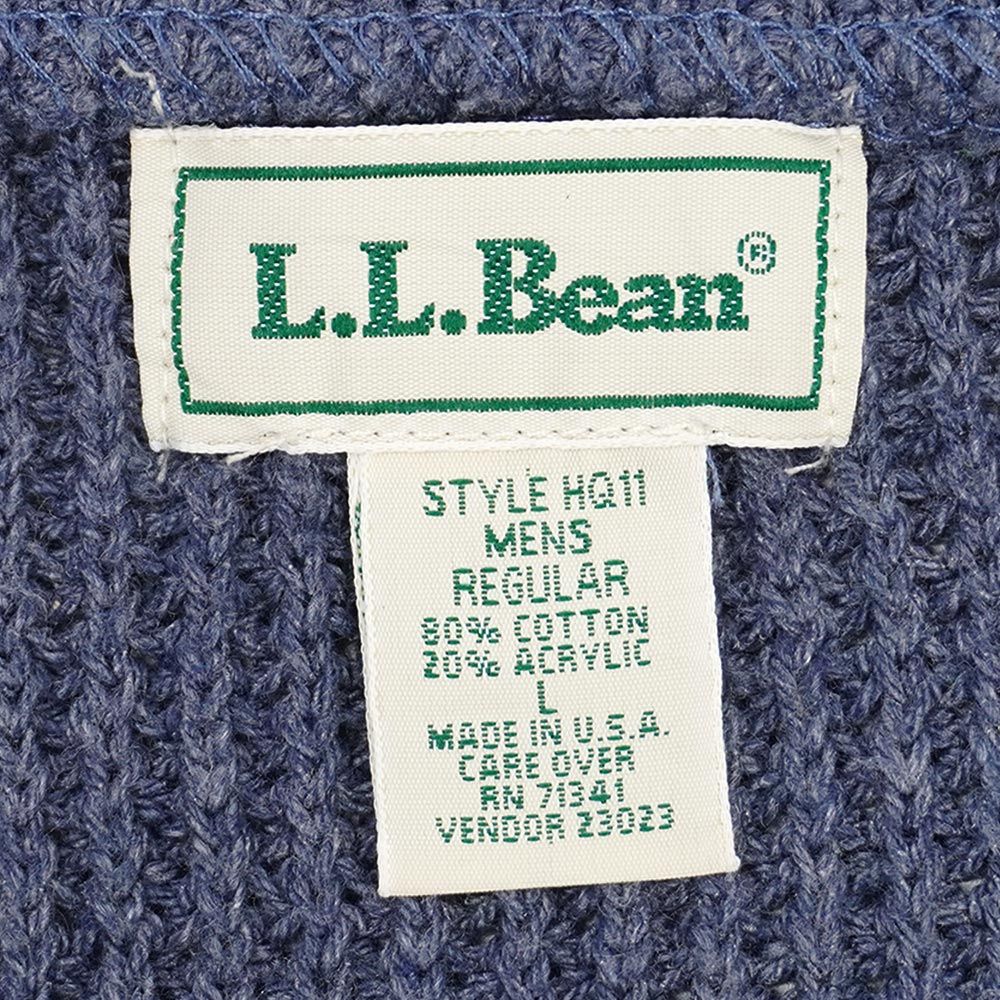 L.L.Bean®
STYLE HQ11
MENS
REGULAR
80% COTTON
20% ACRYLIC
L
MADE IN U.S.A.
CARE OVER
RN 71341
VENDOR 23023